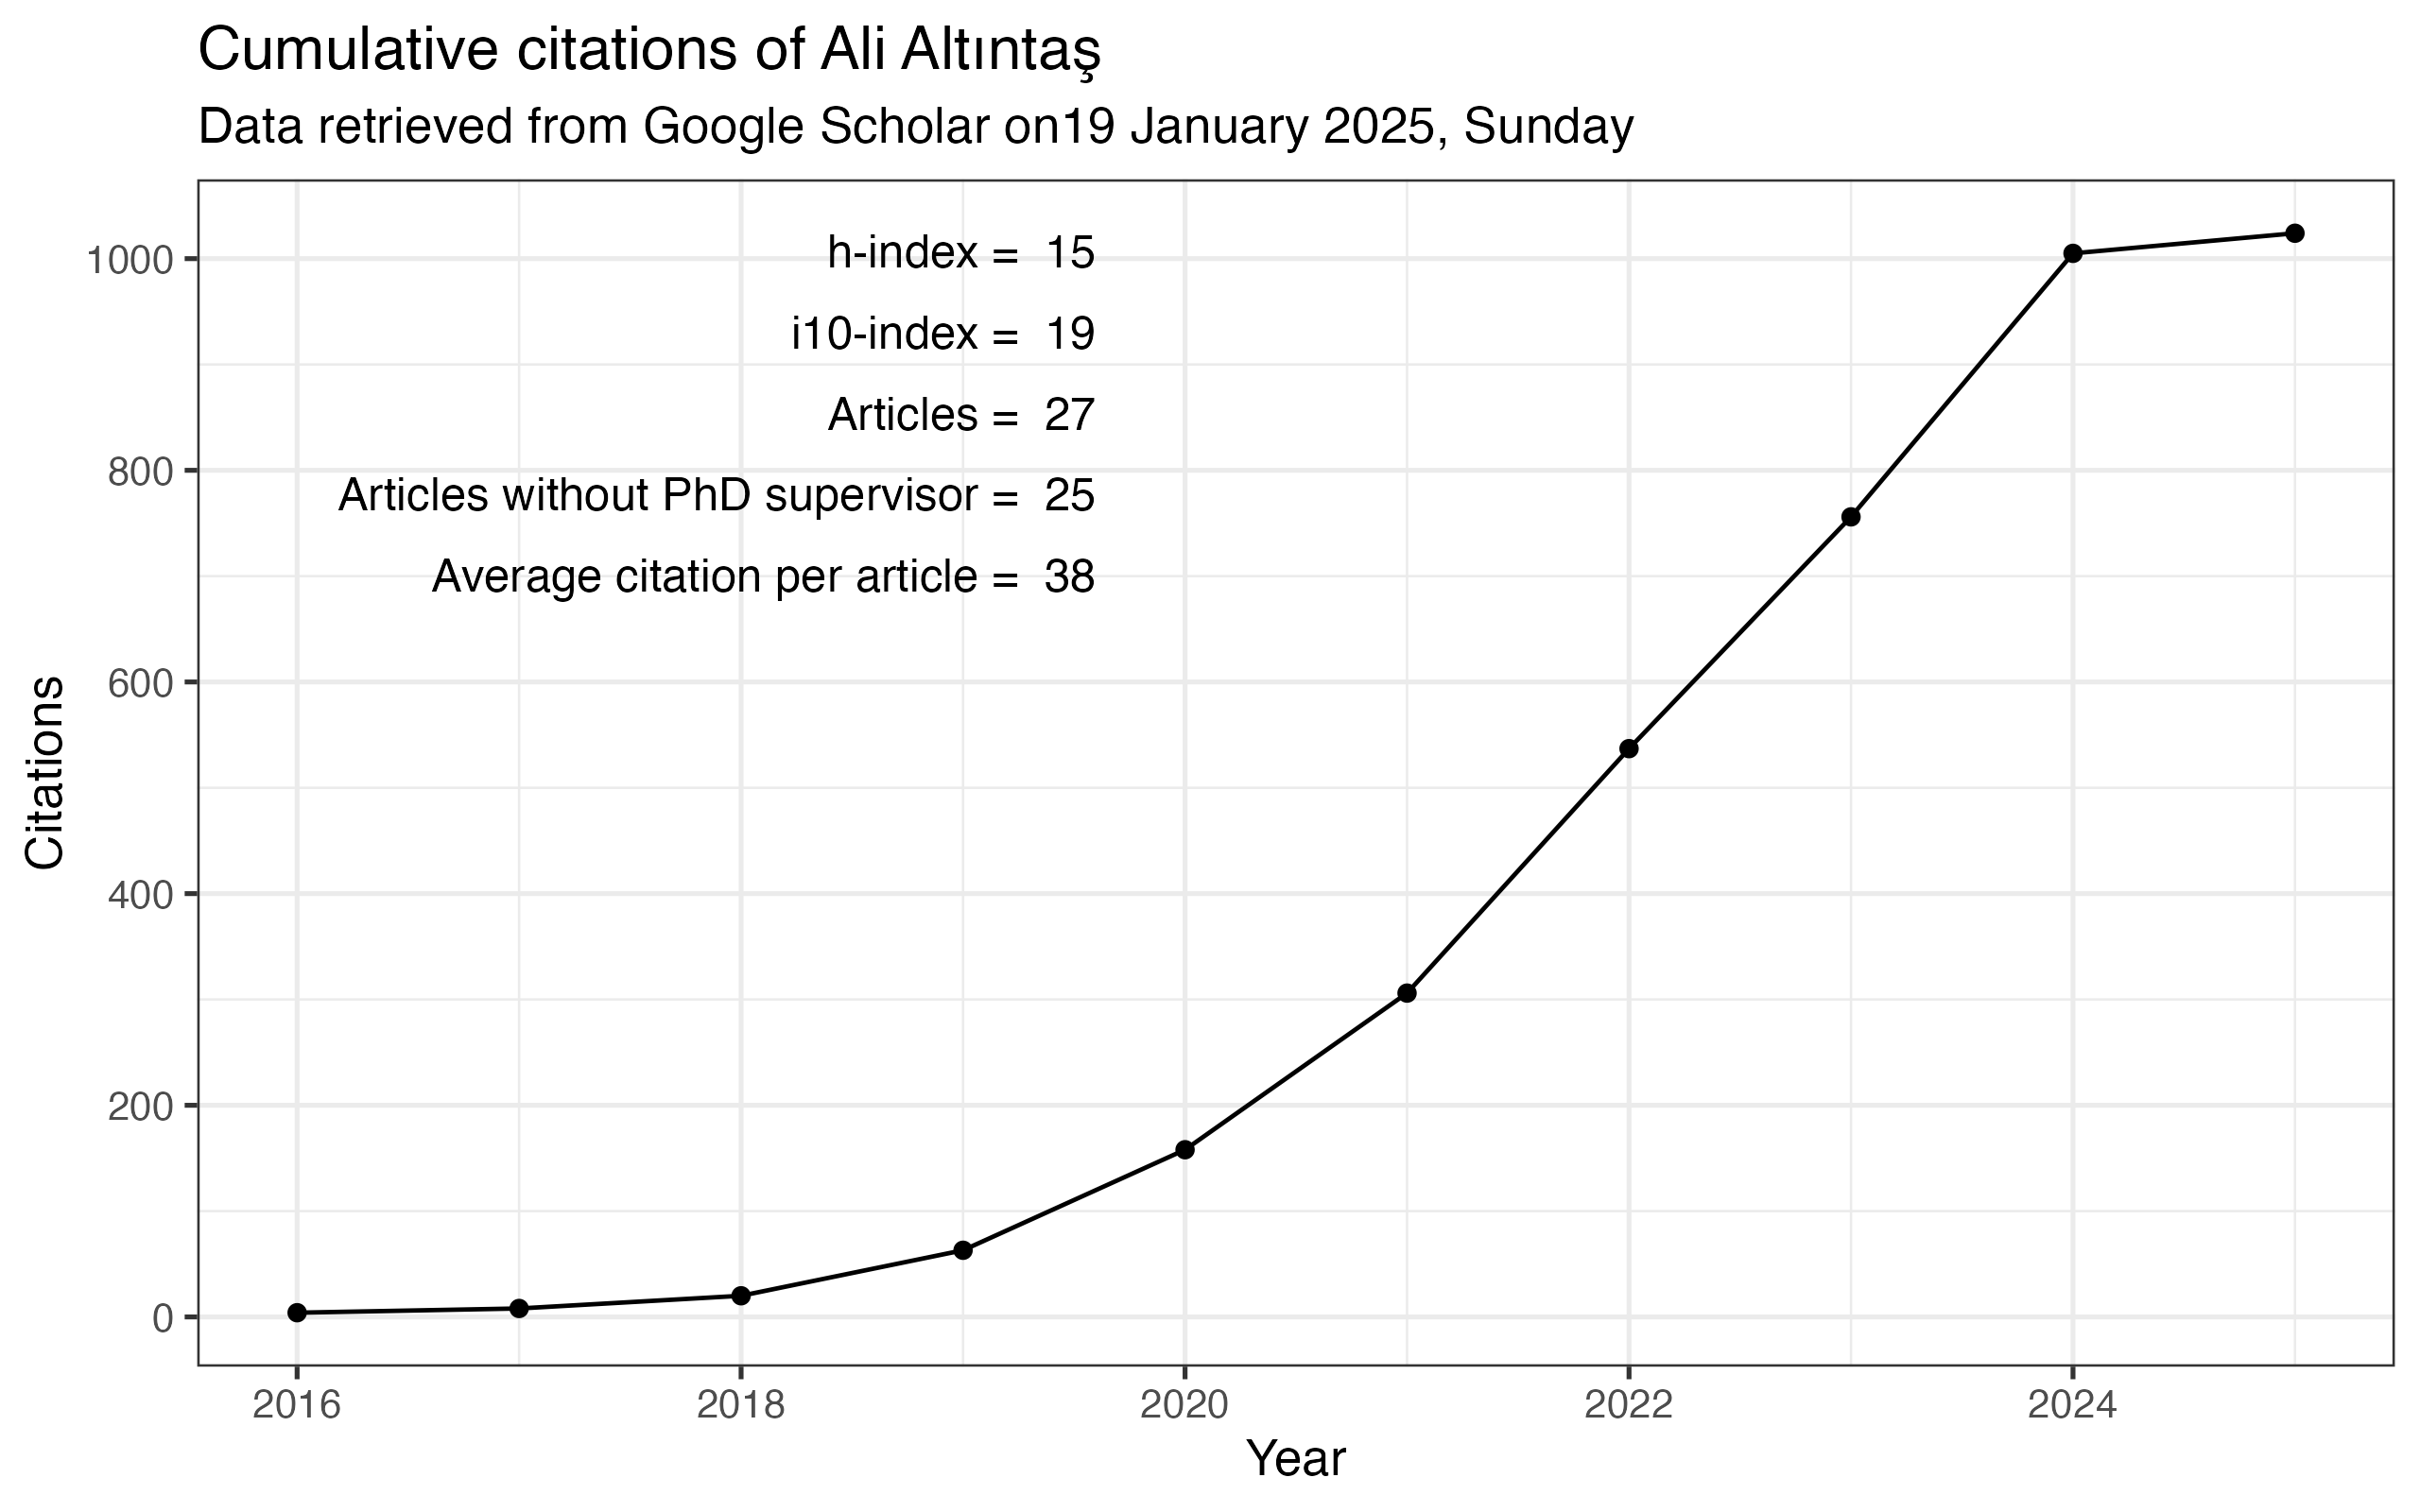 Cumulative citations of Ali Altıntaş
Data retrieved from Google Scholar on19 January 2025, Sunday
h-index = 15
i10-index = 19
Articles = 27
Articles without PhD supervisor = 25
Average citation per article = 38
Citations
1000
800
600
400
200
0
2016 2018 2020 2022 2024
Year